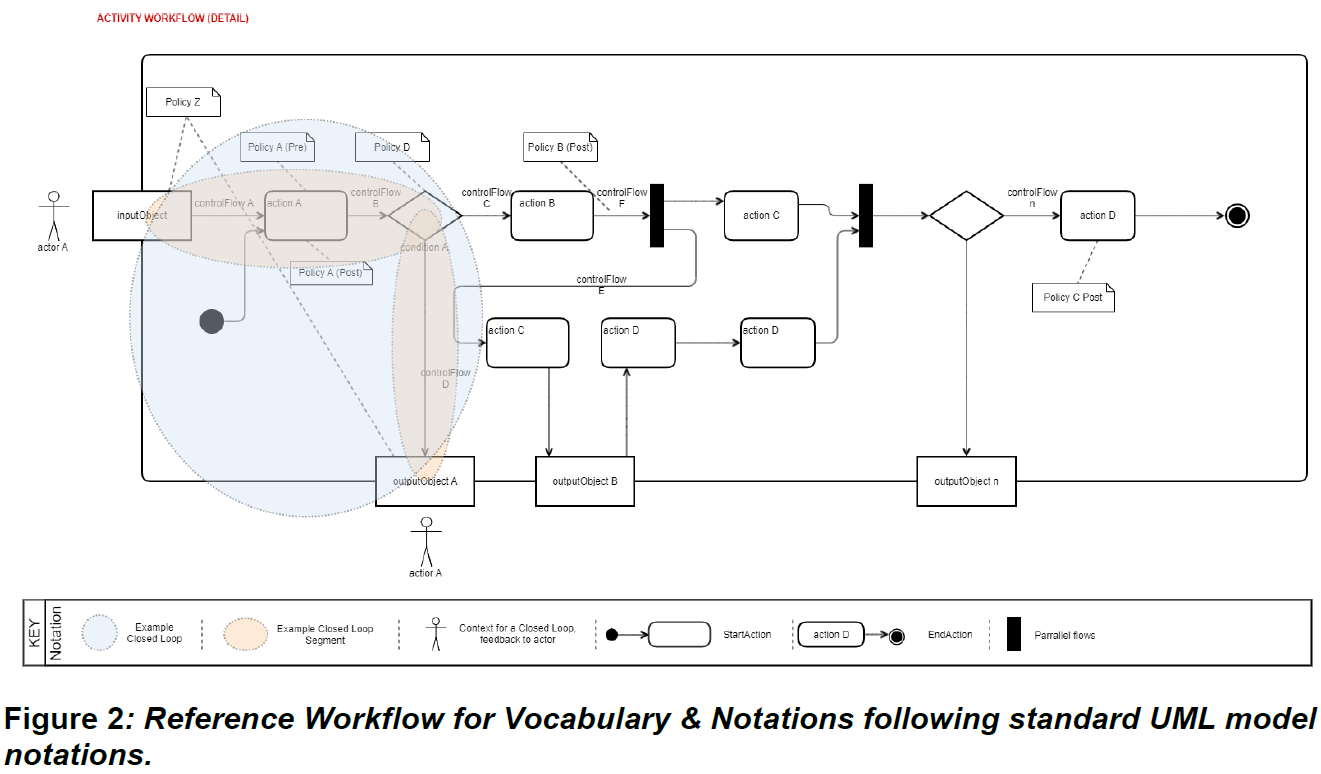 ACTIVITY WORKFLOW (DETAIL)
Policy Z
Policy A (Pre)
Policy D
Policy B (Post)
actor A
inputObject
controlFlow A
action A
controlFlow
B
condition A
controlFlow
C
action B
controlFlow
F
action C
controlFlow
n
action D
Policy A (Post)
controlFlow
E
Policy C Post
action C
action D
action D
controlFlow
D
outputObject A
outputObject B
outputObject n
actior A
KEY
Notation
Example
Closed Loop
Example Closed Loop
Segment
Context for a Closed Loop,
feedback to actor
StartAction
action D
EndAction
Parrallel flows
Figure 2: Reference Workflow for Vocabulary & Notations following standard UML model
notations.